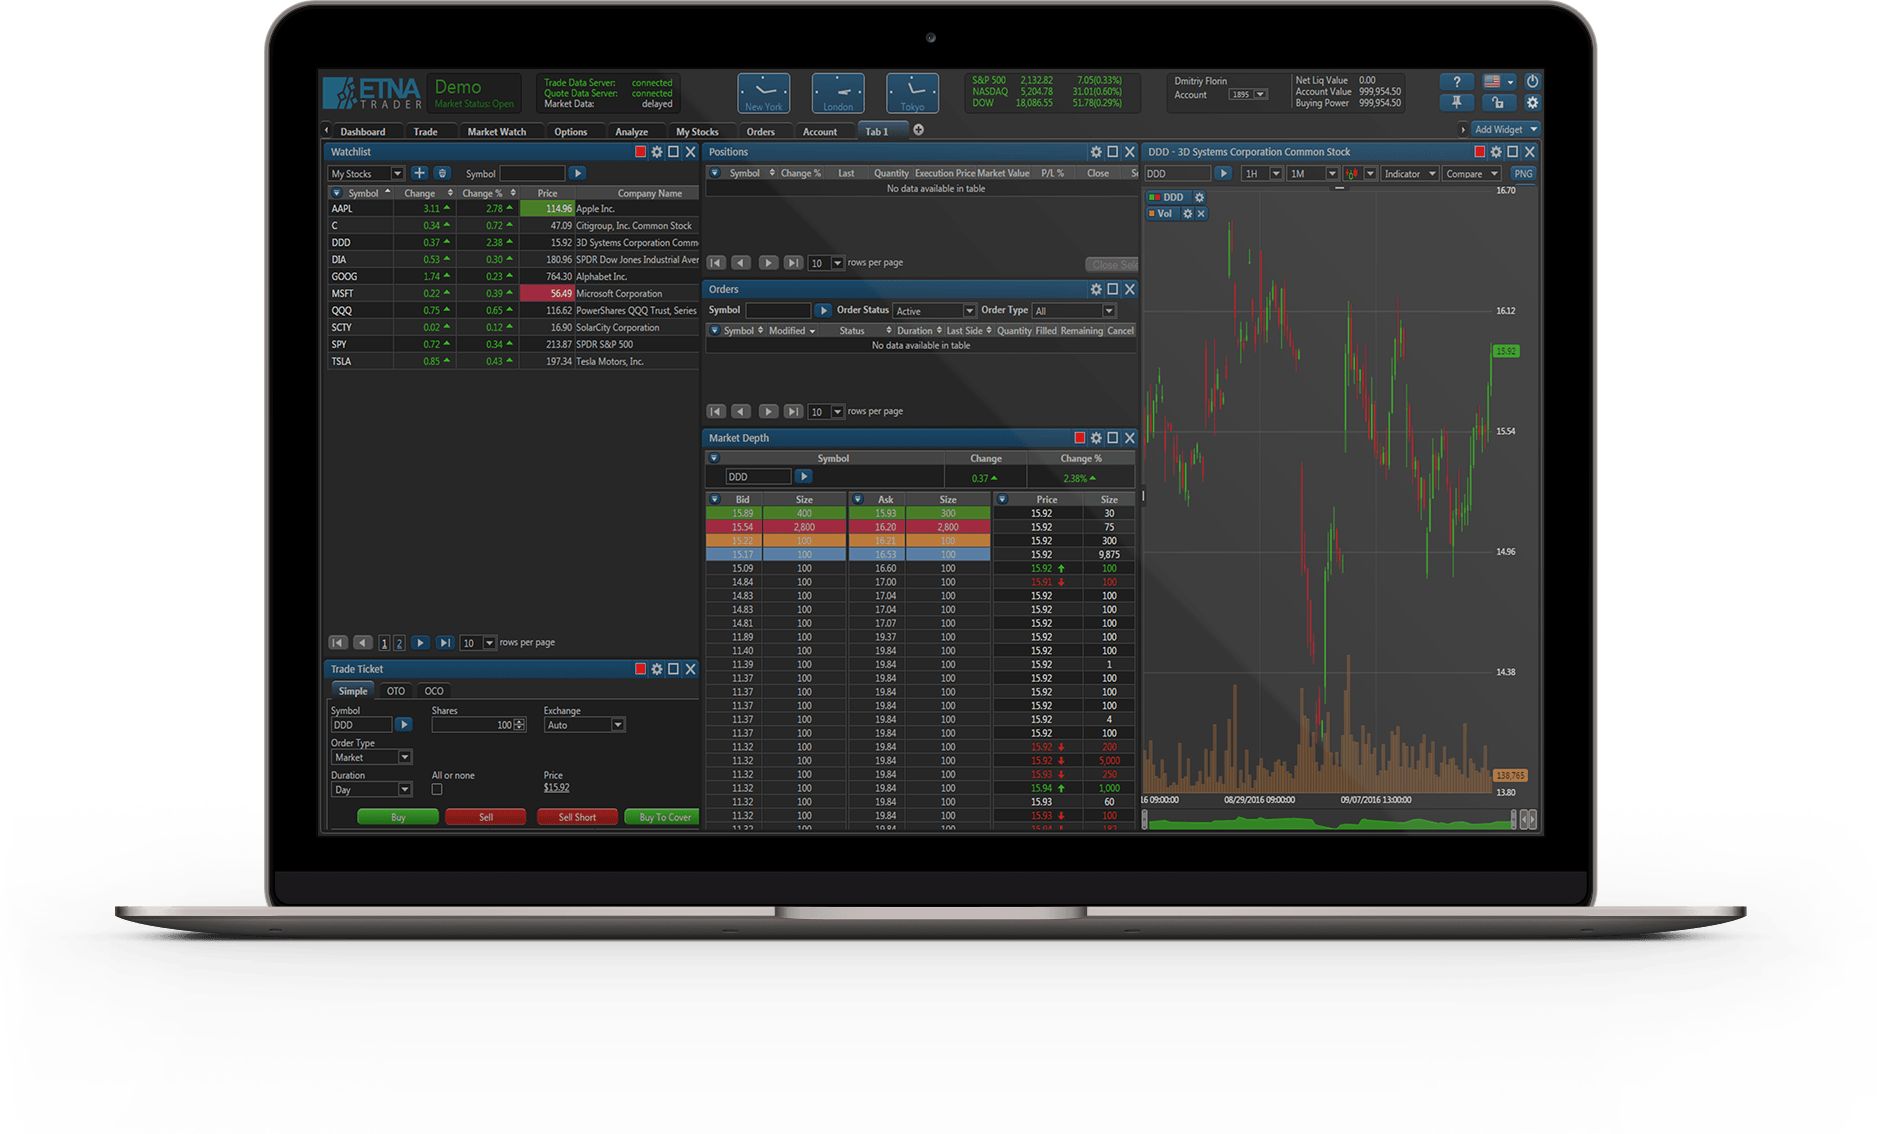 ETNA
TRADER
Demo
Market Status: Open
Trade Data Server: connected
Quote Data Server: connected
Market Data: delayed
New York
London
Tokyo
S&P 500 2,132.82 7.05(0.33%)
NASDAQ 5,204.78 31.01(0.60%)
DOW 18,086.55 51.78(0.29%)
Dmitriy Florin
Account 1895
Net Liq Value 0.00
Account Value 999,954.50
Buying Power 999,954.50
?
Dashboard Trade Market Watch Options Analyze My Stocks Orders Account Tab 1
Add Widget
Watchlist
My Stocks Symbol
Symbol Change Change % Price Company Name
AAPL 3.11 2.78 114.96 Apple Inc.
C 0.34 0.72 47.09 Citigroup, Inc. Common Stock
DDD 0.37 2.38 15.92 3D Systems Corporation Comm
DIA 0.53 0.30 180.96 SPDR Dow Jones Industrial Aver
GOOG 1.74 0.23 764.30 Alphabet Inc.
MSFT 0.22 0.39 56.49 Microsoft Corporation
QQQ 0.75 0.65 116.62 PowerShares QQQ Trust, Series
SCTY 0.02 0.12 16.90 SolarCity Corporation
SPY 0.72 0.34 213.87 SPDR S&P 500
TSLA 0.85 0.43 197.34 Tesla Motors, Inc.
1 2 10 rows per page
Trade Ticket
Simple OTO OCO
Symbol Shares Exchange
DDD 100 Auto
Order Type
Market
Duration All or none Price
Day $15.92
Buy Sell Sell Short Buy To Cover
Positions
Symbol Change % Last Quantity Execution Price Market Value P/L % Close
No data available in table
10 rows per page
Close Sele
Orders
Symbol Order Status Active Order Type All
Symbol Modified Status Duration Last Side Quantity Filled Remaining Cancel
No data available in table
10 rows per page
Market Depth
Symbol Change Change %
DDD 0.37 2.38%
Bid Size Ask Size Price Size
15.89 400 15.93 300 15.92 30
15.54 2,800 16.20 2,800 15.92 75
15.22 100 16.21 100 15.92 300
15.17 100 16.53 100 15.92 9,875
15.09 100 16.60 100 15.92 100
14.84 100 17.00 100 15.91 100
14.83 100 17.04 100 15.92 100
14.83 100 17.04 100 15.92 100
14.81 100 17.07 100 15.92 100
11.89 100 19.37 100 15.92 100
11.40 100 19.84 100 15.92 100
11.39 100 19.84 100 15.92 1
11.37 100 19.84 100 15.92 100
11.37 100 19.84 100 15.92 100
11.37 100 19.84 100 15.92 100
11.37 100 19.84 100 15.92 4
11.37 100 19.84 100 15.92 100
11.32 100 19.84 100 15.92 200
11.32 100 19.84 100 15.92 5,000
11.32 100 19.84 100 15.93 250
11.32 100 19.84 100 15.94 1,000
11.32 100 19.84 100 15.93 60
11.32 100 19.84 100 15.93 100
11.32 100 19.84 100 15.94
DDD - 3D Systems Corporation Common Stock
DDD 1H 1M Indicator Compare PNG
DDD
Vol
16.70
16.12
15.92
15.54
14.96
14.38
138,765
13.80
16 09:00:00 08/29/2016 09:00:00 09/07/2016 13:00:00